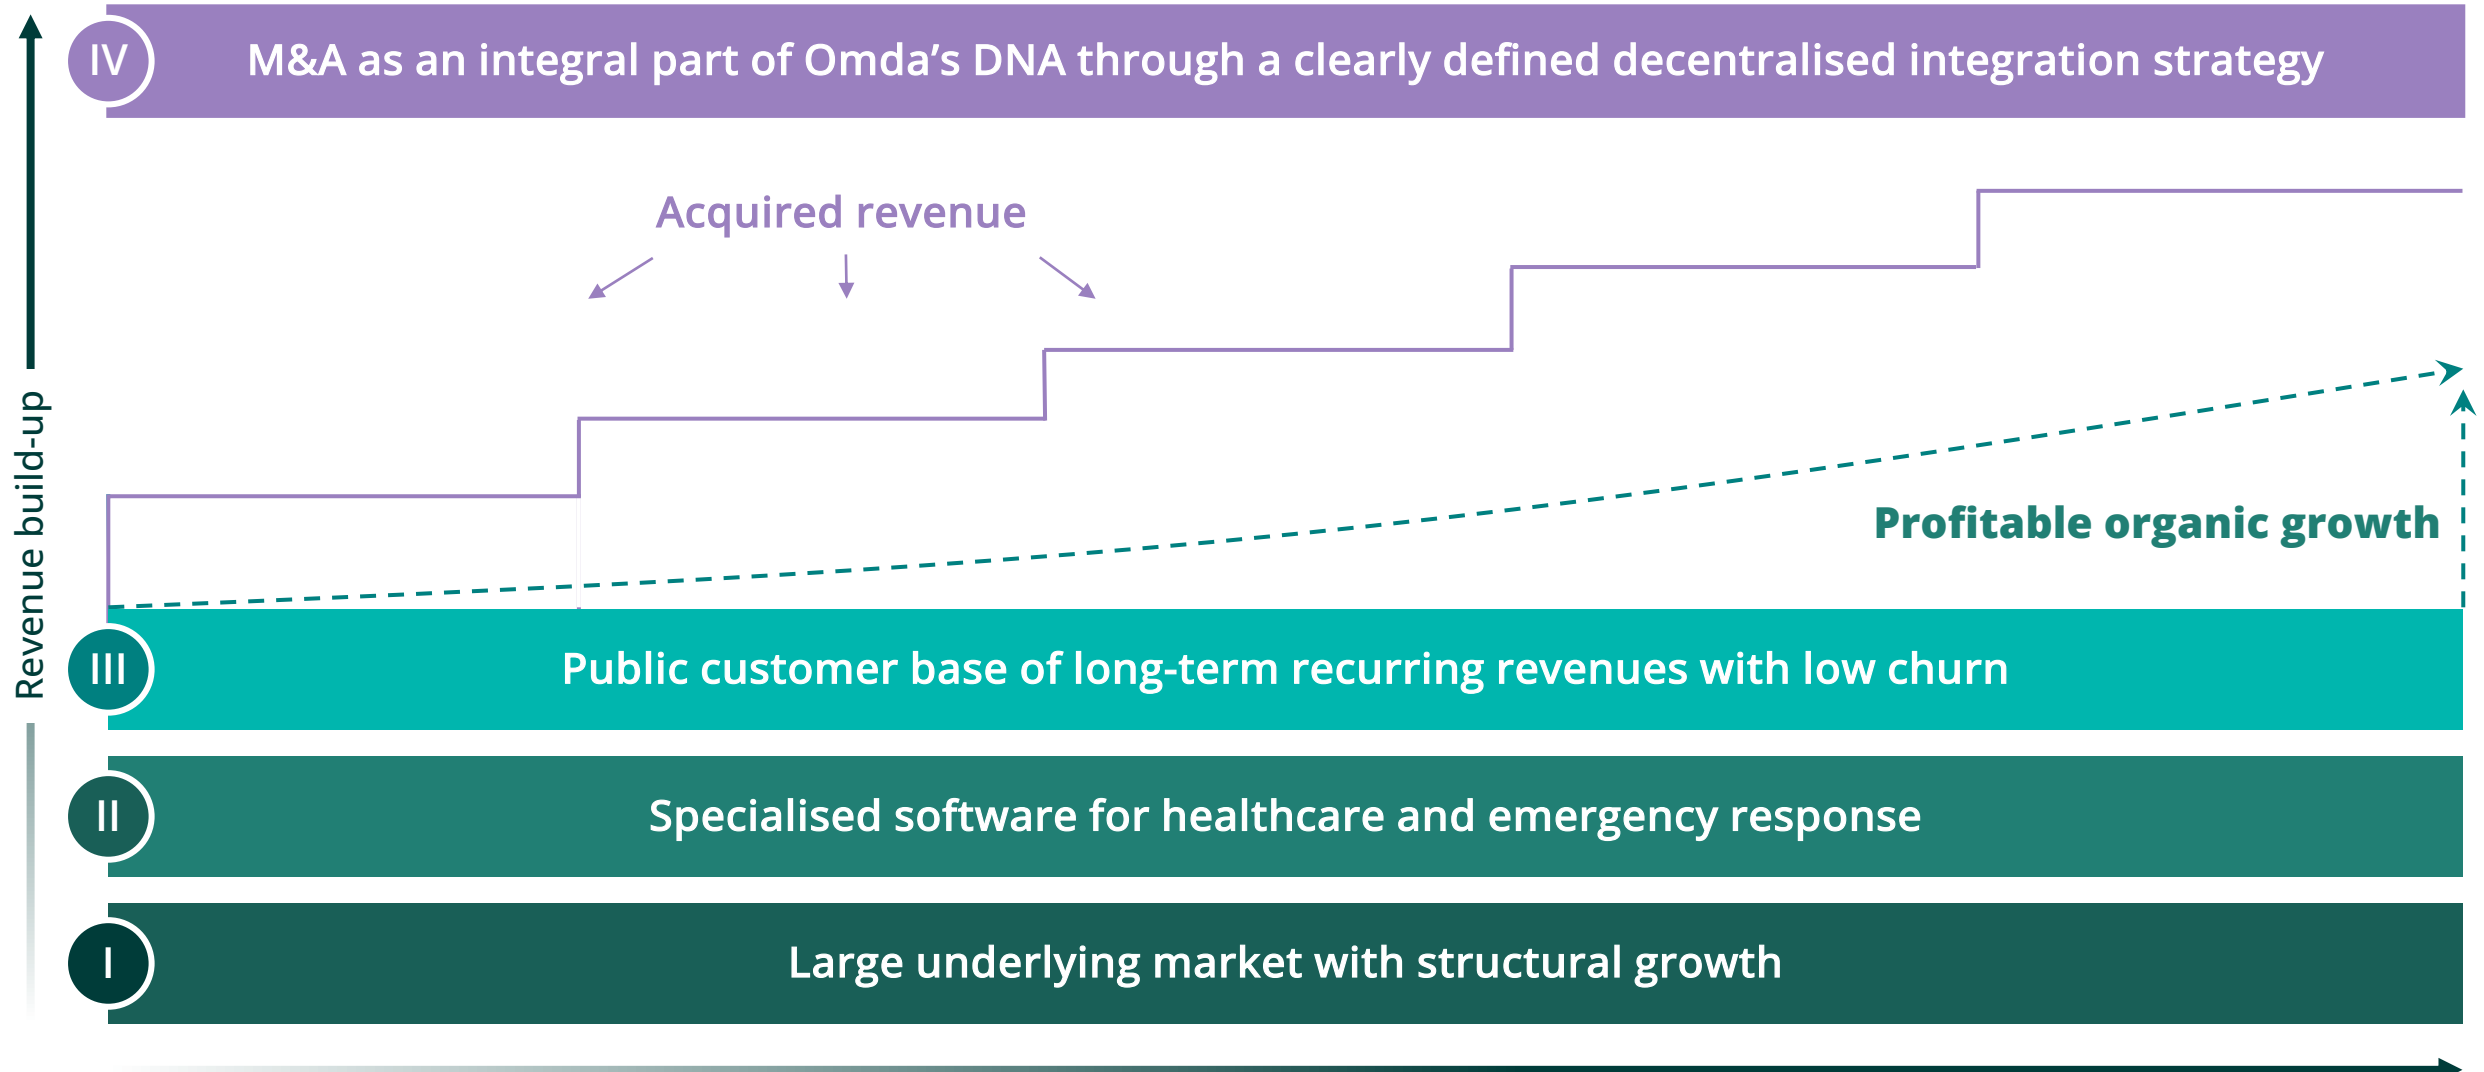 IV
M&A as an integral part of Omda’s DNA through a clearly defined decentralised integration strategy
Acquired revenue
Revenue build-up
Profitable organic growth
III
Public customer base of long-term recurring revenues with low churn
II
Specialised software for healthcare and emergency response
I
Large underlying market with structural growth